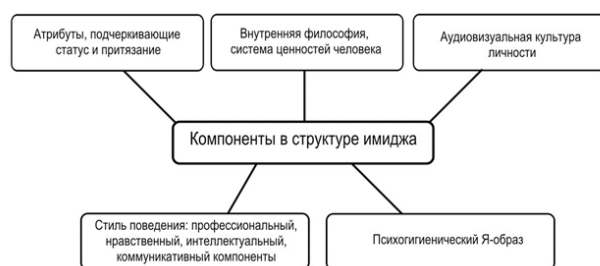 Атрибуты, подчеркивающие
статус и притязание
Внутренняя философия,
система ценностей человека
Аудиовизуальная культура
личности
Компоненты в структуре имиджа
Стиль поведения: профессиональный,
нравственный, интеллектуальный,
коммуникативный компоненты
Психогигиенический Я-образ